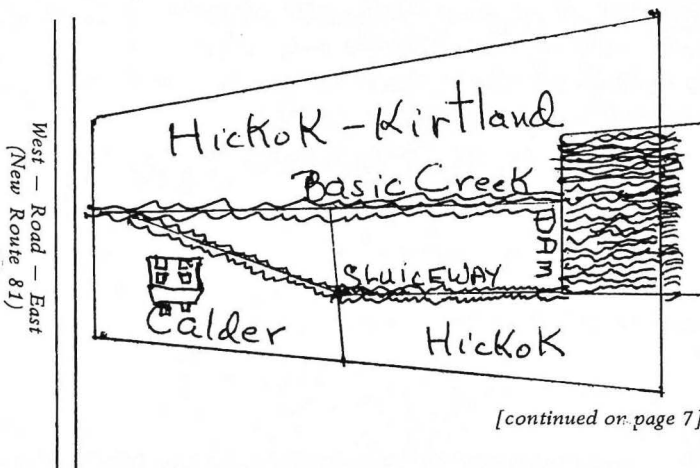 West — Road — East
(New Route 81)
Hickok-Kirtland
Basic Creek
DAM
SLUICEWAY
Calder
Hickok
[continued on page 7]